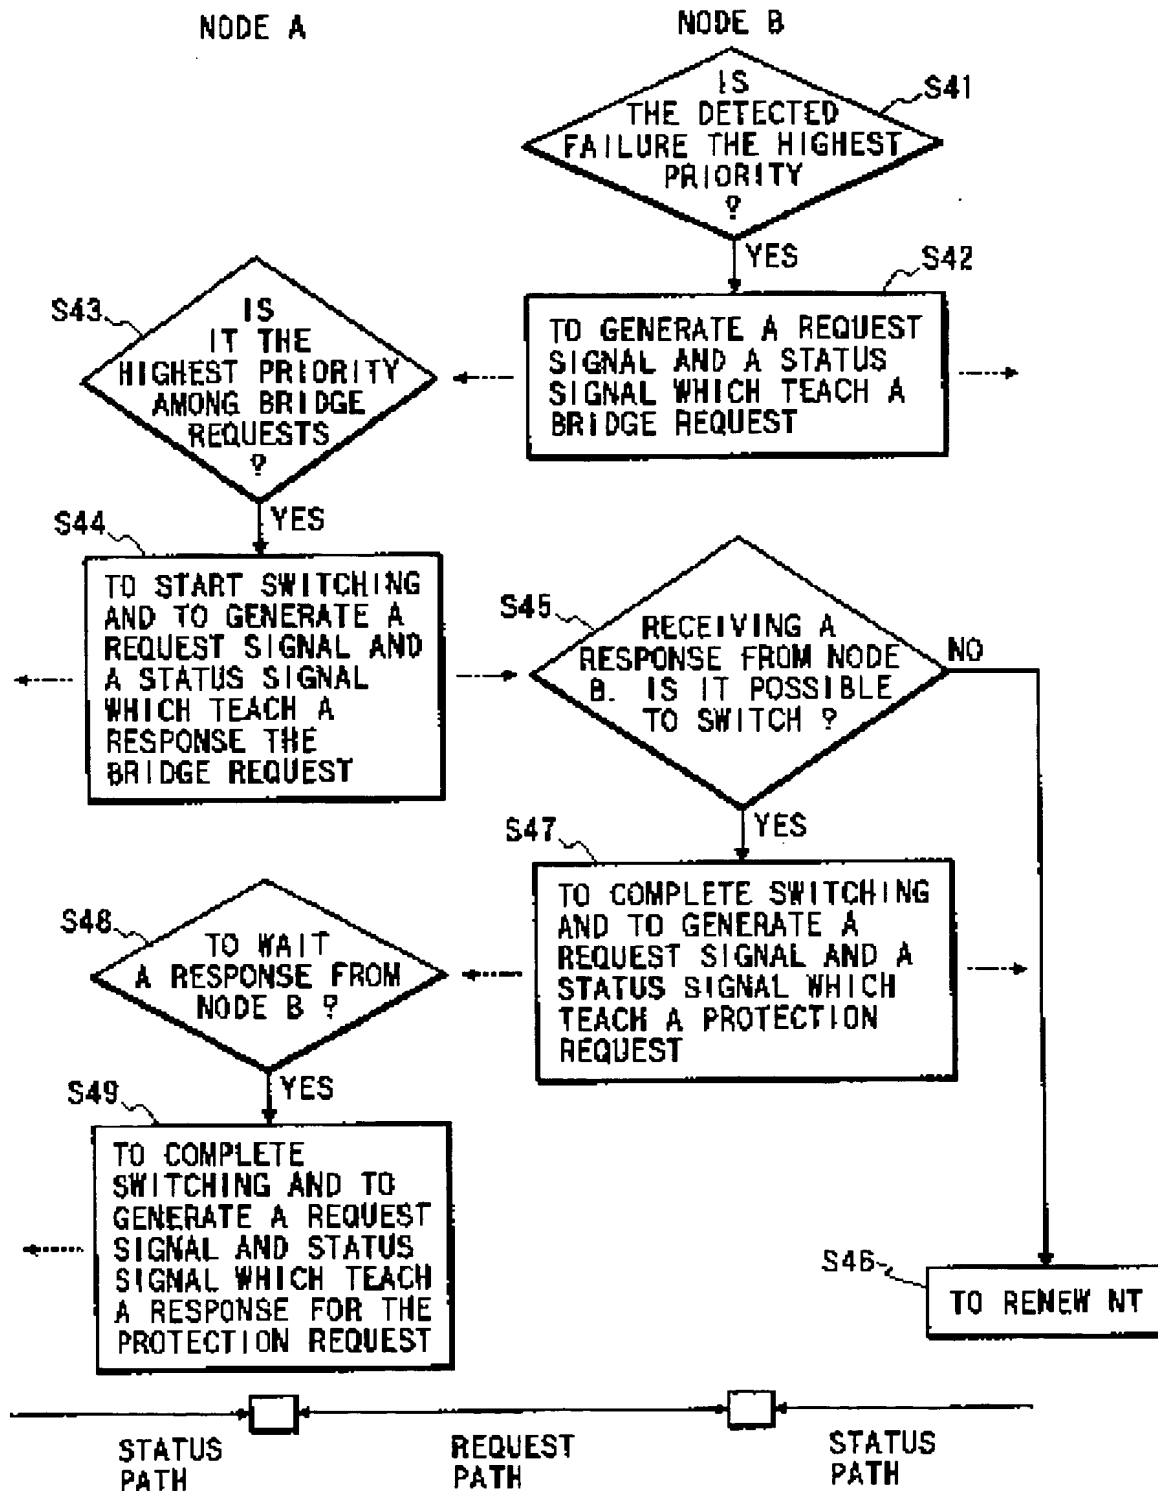 NODE A
NODE B
IS
THE DETECTED
FAILURE THE HIGHEST
PRIORITY
?
S41
YES
S42
TO GENERATE A REQUEST
SIGNAL AND A STATUS
SIGNAL WHICH TEACH A
BRIDGE REQUEST
S43
IS
IT THE
HIGHEST PRIORITY
AMONG BRIDGE
REQUESTS
?
YES
S44
TO START SWITCHING
AND TO GENERATE A
REQUEST SIGNAL AND
A STATUS SIGNAL
WHICH TEACH A
RESPONSE THE
BRIDGE REQUEST
S45
RECEIVING A
RESPONSE FROM NODE
B. IS IT POSSIBLE
TO SWITCH ?
NO
YES
S47
TO COMPLETE SWITCHING
AND TO GENERATE A
REQUEST SIGNAL AND A
STATUS SIGNAL WHICH
TEACH A PROTECTION
REQUEST
S48
TO WAIT
A RESPONSE FROM
NODE B ?
YES
S49
TO COMPLETE
SWITCHING AND TO
GENERATE A REQUEST
SIGNAL AND STATUS
SIGNAL WHICH TEACH
A RESPONSE FOR THE
PROTECTION REQUEST
S46
TO RENEW NT
STATUS
PATH
REQUEST
PATH
STATUS
PATH